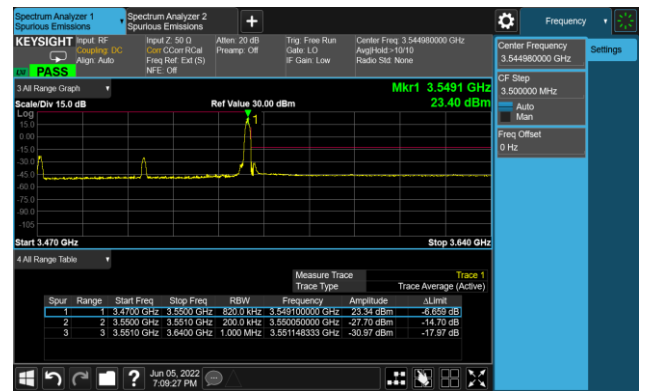 Spectrum Analyzer 1
Spurious Emissions
Spectrum Analyzer 2
Spurious Emissions
Frequency
KEYSIGHT Input: RF
Coupling: DC
Align: Auto
Input Z: 50 Ω
Corr CCorr RCal
Freq Ref: Ext (S)
NFE: Off
Atten: 20 dB
Preamp: Off
Trig: Free Run
Gate: LO
IF Gain: Low
Center Freq: 3.544980000 GHz
Avg|Hold:>10/10
Radio Std: None
PASS
Center Frequency
3.544980000 GHz
Settings
CF Step
3.500000 MHz
Auto
Man
Freq Offset
0 Hz
3 All Range Graph
Mkr1 3.5491 GHz
23.40 dBm
Scale/Div 15.0 dB
Ref Value 30.00 dBm
Log
15.0
0.00
-15.0
-30.0
-45.0
-60.0
-75.0
-90.0
-105
1
Start 3.470 GHz
Stop 3.640 GHz
4 All Range Table
Measure Trace Trace 1
Trace Type Trace Average (Active)
Spur Range Start Freq Stop Freq RBW Frequency Amplitude ΔLimit
1 1 3.4700 GHz 3.5500 GHz 820.0 kHz 3.549100000 GHz 23.34 dBm -6.659 dB
2 2 3.5500 GHz 3.5510 GHz 200.0 kHz 3.550050000 GHz -27.70 dBm -14.70 dB
3 3 3.5510 GHz 3.6400 GHz 1.000 MHz 3.551148333 GHz -30.97 dBm -17.97 dB
Jun 05, 2022
7:09:27 PM